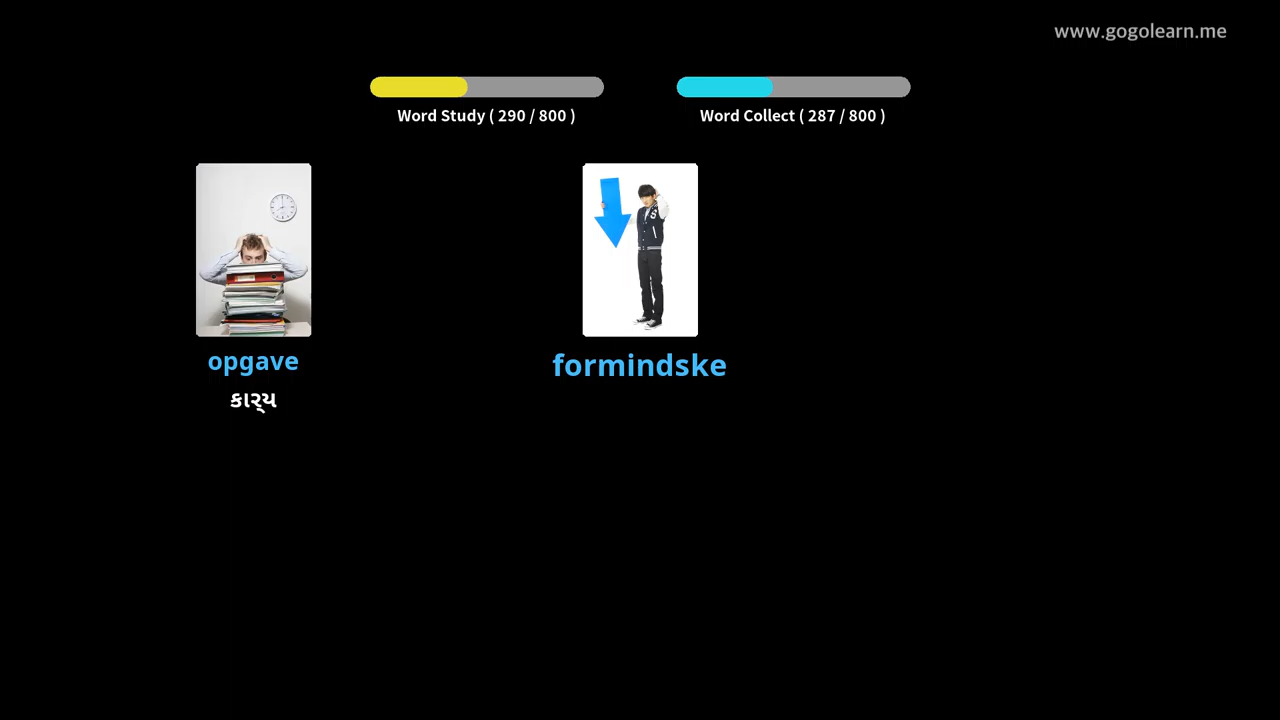 www.gogolearn.me
Word Study ( 290 / 800 )
Word Collect ( 287 / 800 )
opgave
કાર્ય
formindske